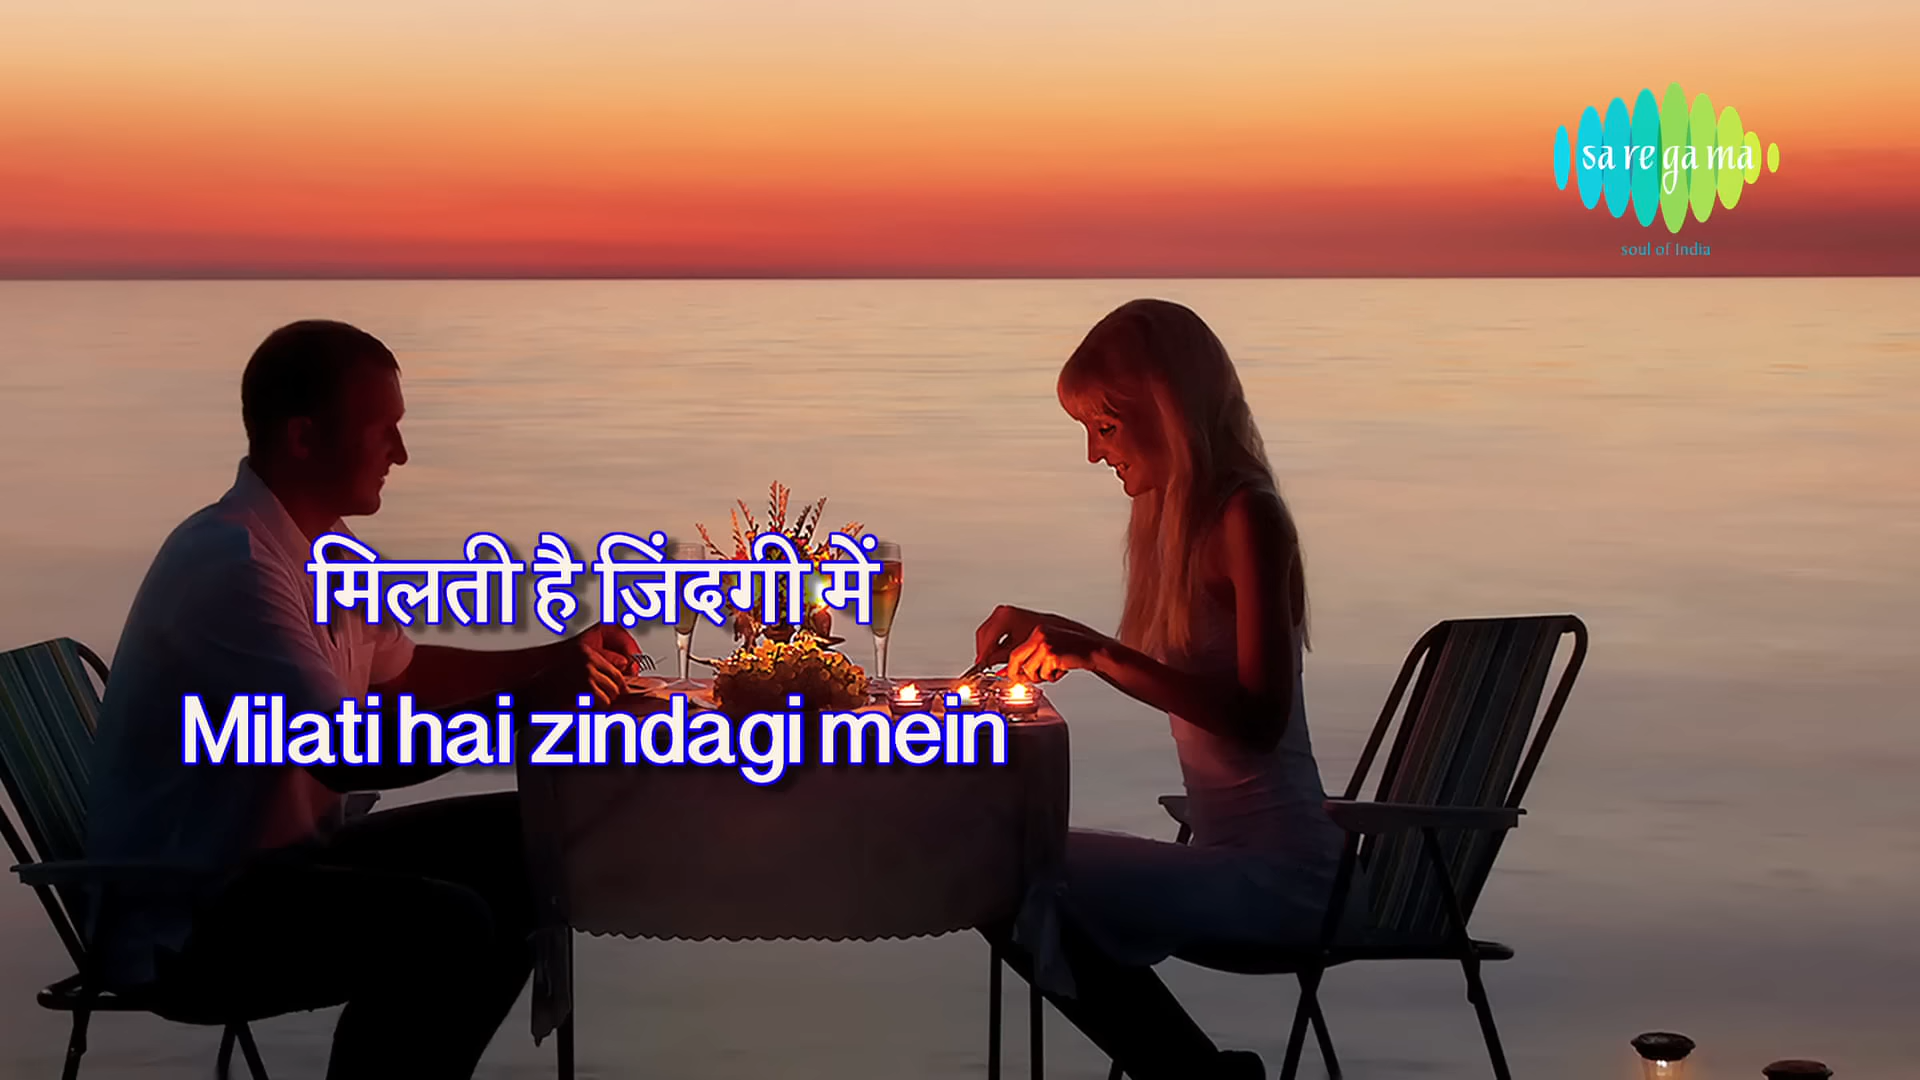 sa re ga ma
soul of India
मिलती है ज़िंदगी में
Milati hai zindagi mein